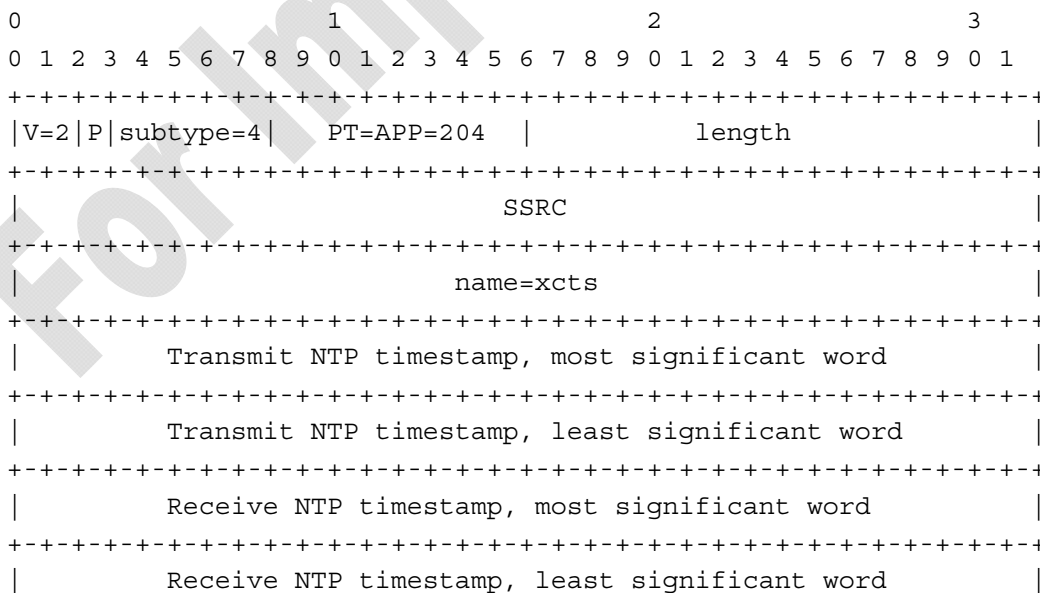 0                   1                   2                   3
0 1 2 3 4 5 6 7 8 9 0 1 2 3 4 5 6 7 8 9 0 1 2 3 4 5 6 7 8 9 0 1
+-+-+-+-+-+-+-+-+-+-+-+-+-+-+-+-+-+-+-+-+-+-+-+-+-+-+-+-+-+-+-+-+
|V=2|P|subtype=4|   PT=APP=204  |          length               |
+-+-+-+-+-+-+-+-+-+-+-+-+-+-+-+-+-+-+-+-+-+-+-+-+-+-+-+-+-+-+-+-+
|                              SSRC                             |
+-+-+-+-+-+-+-+-+-+-+-+-+-+-+-+-+-+-+-+-+-+-+-+-+-+-+-+-+-+-+-+-+
|                           name=xcts                           |
+-+-+-+-+-+-+-+-+-+-+-+-+-+-+-+-+-+-+-+-+-+-+-+-+-+-+-+-+-+-+-+-+
|         Transmit NTP timestamp, most significant word         |
+-+-+-+-+-+-+-+-+-+-+-+-+-+-+-+-+-+-+-+-+-+-+-+-+-+-+-+-+-+-+-+-+
|         Transmit NTP timestamp, least significant word        |
+-+-+-+-+-+-+-+-+-+-+-+-+-+-+-+-+-+-+-+-+-+-+-+-+-+-+-+-+-+-+-+-+
|         Receive NTP timestamp, most significant word          |
+-+-+-+-+-+-+-+-+-+-+-+-+-+-+-+-+-+-+-+-+-+-+-+-+-+-+-+-+-+-+-+-+
|         Receive NTP timestamp, least significant word         |
For Imp